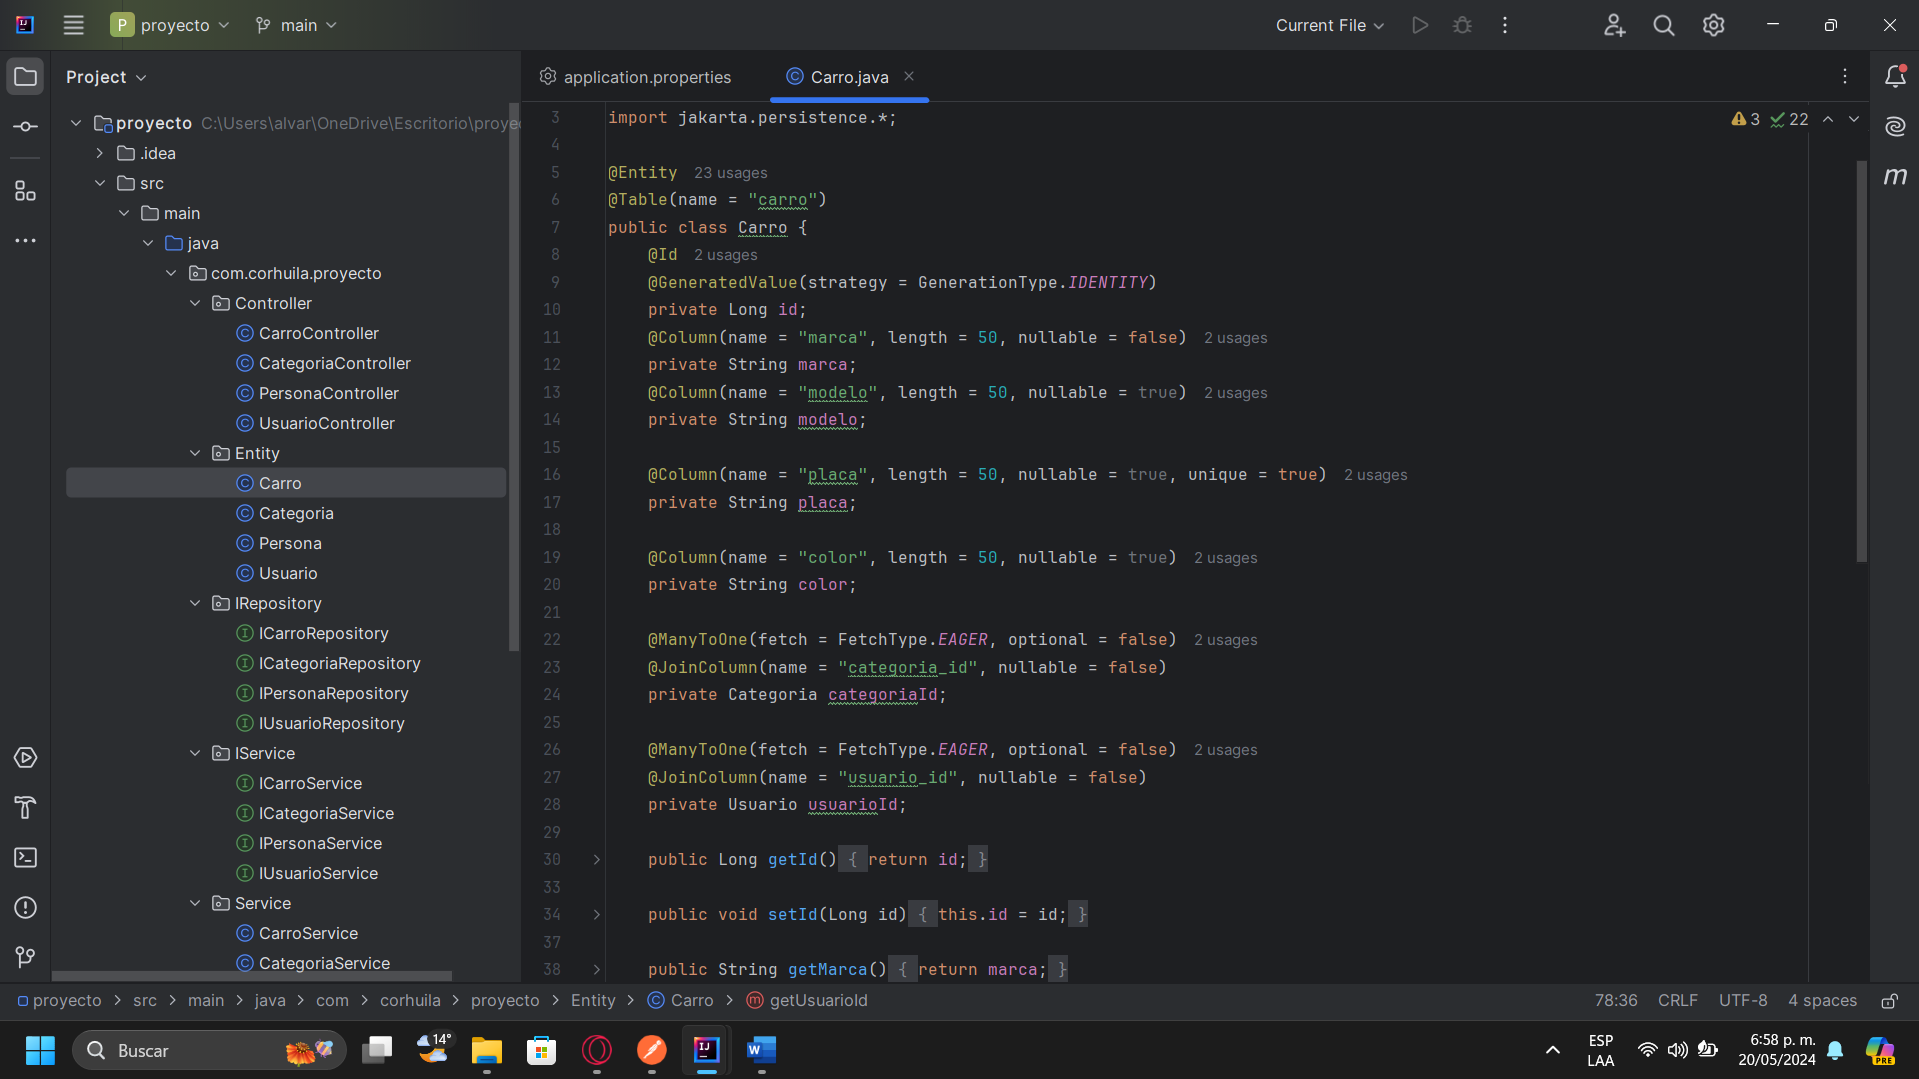 P proyecto main Current File
Project
application.properties
Carro.java
proyecto C:\Users\alvar\OneDrive\Escritorio\proye
.idea
src
main
java
com.corhuila.proyecto
Controller
CarroController
CategoriaController
PersonaController
UsuarioController
Entity
Carro
Categoria
Persona
Usuario
IRepository
ICarroRepository
ICategoriaRepository
IPersonaRepository
IUsuarioRepository
IService
ICarroService
ICategoriaService
IPersonaService
IUsuarioService
Service
CarroService
CategoriaService
3 import jakarta.persistence.*;
3 22
4
5 @Entity 23 usages
6 @Table(name = "carro")
7 public class Carro {
8 @Id 2 usages
9 @GeneratedValue(strategy = GenerationType.IDENTITY)
10 private Long id;
11 @Column(name = "marca", length = 50, nullable = false) 2 usages
12 private String marca;
13 @Column(name = "modelo", length = 50, nullable = true) 2 usages
14 private String modelo;
15
16 @Column(name = "placa", length = 50, nullable = true, unique = true) 2 usages
17 private String placa;
18
19 @Column(name = "color", length = 50, nullable = true) 2 usages
20 private String color;
21
22 @ManyToOne(fetch = FetchType.EAGER, optional = false) 2 usages
23 @JoinColumn(name = "categoria_id", nullable = false)
24 private Categoria categoriaId;
25
26 @ManyToOne(fetch = FetchType.EAGER, optional = false) 2 usages
27 @JoinColumn(name = "usuario_id", nullable = false)
28 private Usuario usuarioId;
29
30 public Long getId() { return id; }
33
34 public void setId(Long id) { this.id = id; }
37
38 public String getMarca() { return marca; }
m
proyecto > src > main > java > com > corhuila > proyecto > Entity > Carro > getUsuarioId
78:36 CRLF UTF-8 4 spaces
Buscar
14°
ESP
LAA
6:58 p. m.
20/05/2024
PRE